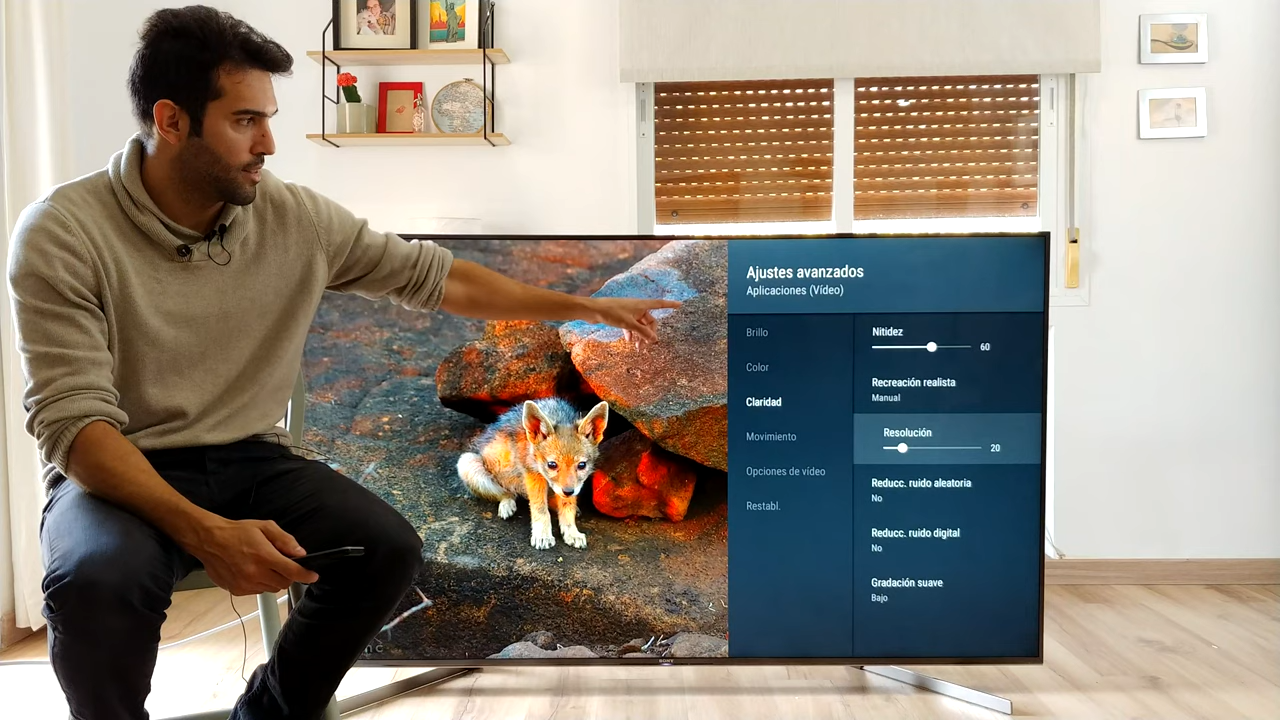 Ajustes avanzados
Aplicaciones (Vídeo)
Brillo
Color
Claridad
Movimiento
Opciones de vídeo
Restabl.
Nitidez
60
Recreación realista
Manual
Resolución
20
Reducc. ruido aleatoria
No
Reducc. ruido digital
No
Gradación suave
Bajo
SONY